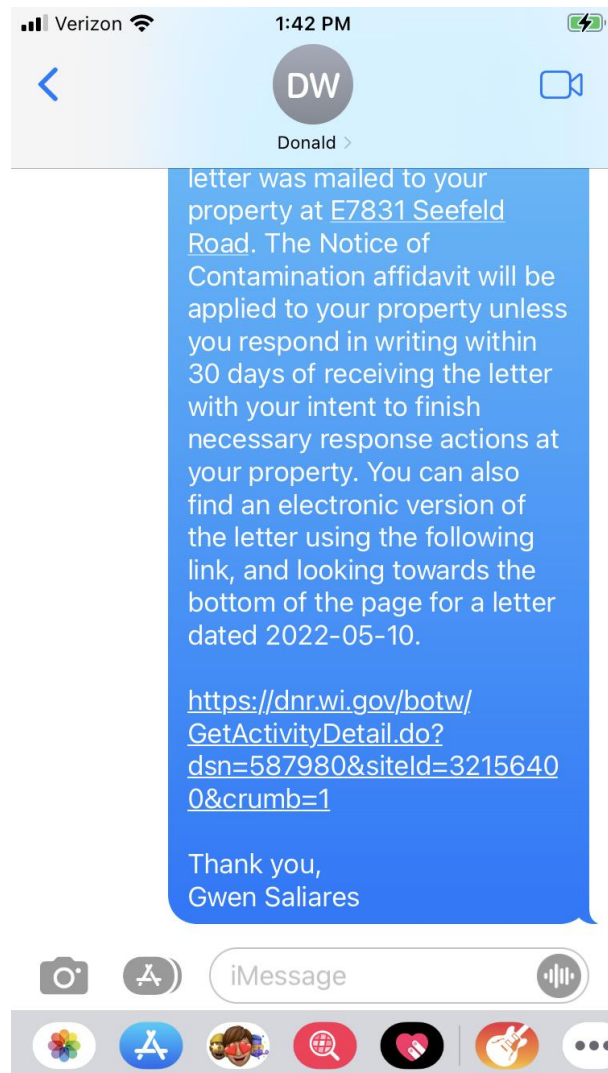 Verizon
1:42 PM
DW
Donald >
letter was mailed to your
property at E7831 Seefeld
Road. The Notice of
Contamination affidavit will be
applied to your property unless
you respond in writing within
30 days of receiving the letter
with your intent to finish
necessary response actions at
your property. You can also
find an electronic version of
the letter using the following
link, and looking towards the
bottom of the page for a letter
dated 2022-05-10.
https://dnr.wi.gov/botw/
GetActivityDetail.do?
dsn=587980&siteId=3215640
0&crumb=1
Thank you,
Gwen Saliares
iMessage